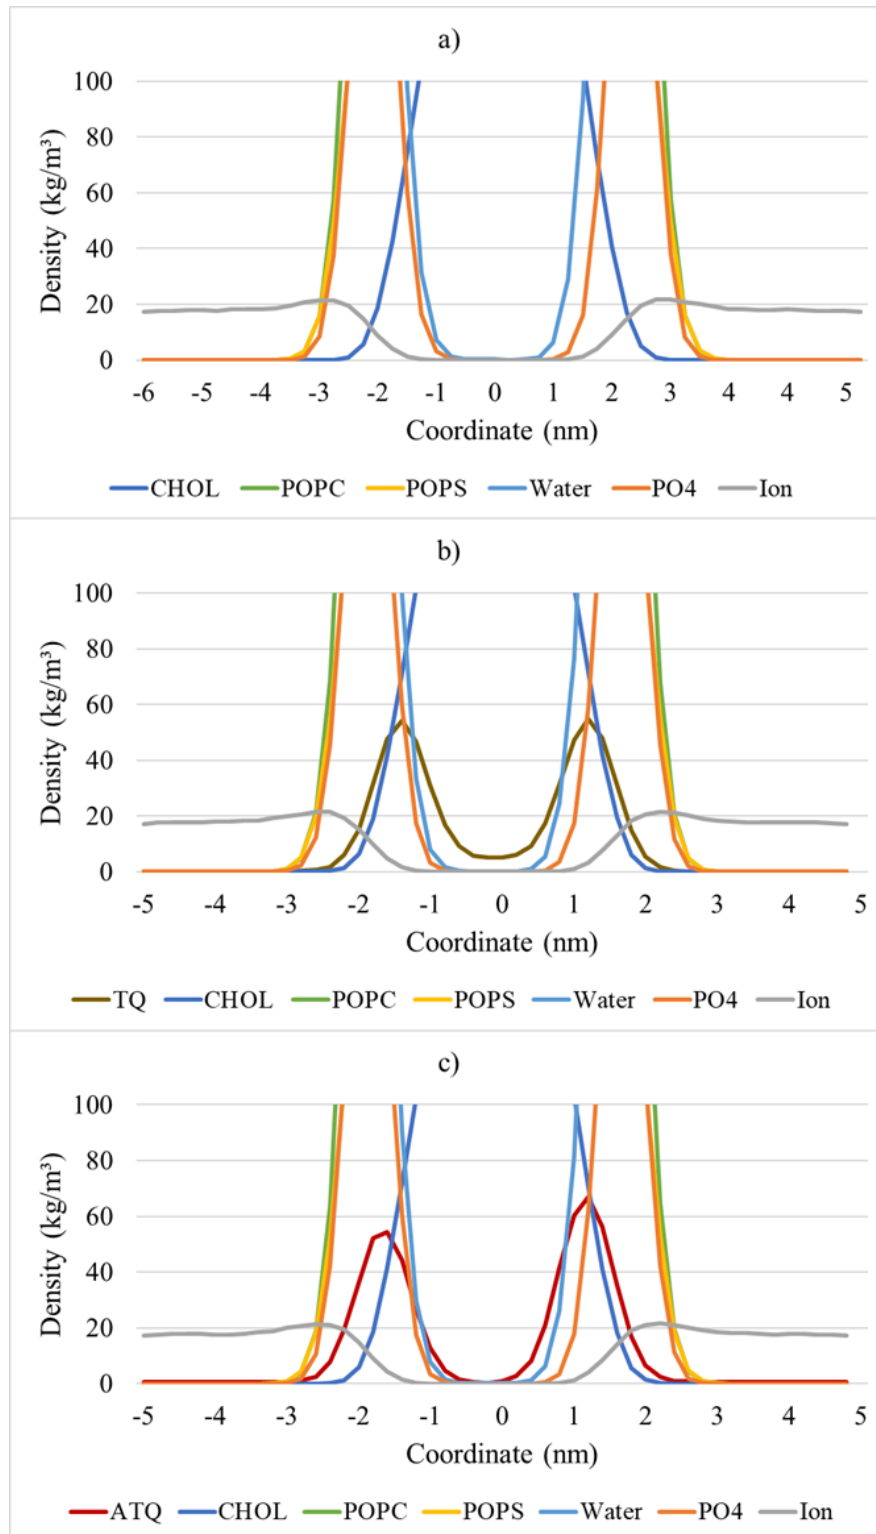 a)
100
80
60
40
20
0
Density (kg/m³)
-6 -5 -4 -3 -2 -1 0 1 2 3 4 5
Coordinate (nm)
CHOL POPC POPS Water PO4 Ion
b)
100
80
60
40
20
0
Density (kg/m³)
-5 -4 -3 -2 -1 0 1 2 3 4 5
Coordinate (nm)
TQ CHOL POPC POPS Water PO4 Ion
c)
100
80
60
40
20
0
Density (kg/m³)
-5 -4 -3 -2 -1 0 1 2 3 4 5
Coordinate (nm)
ATQ CHOL POPC POPS Water PO4 Ion